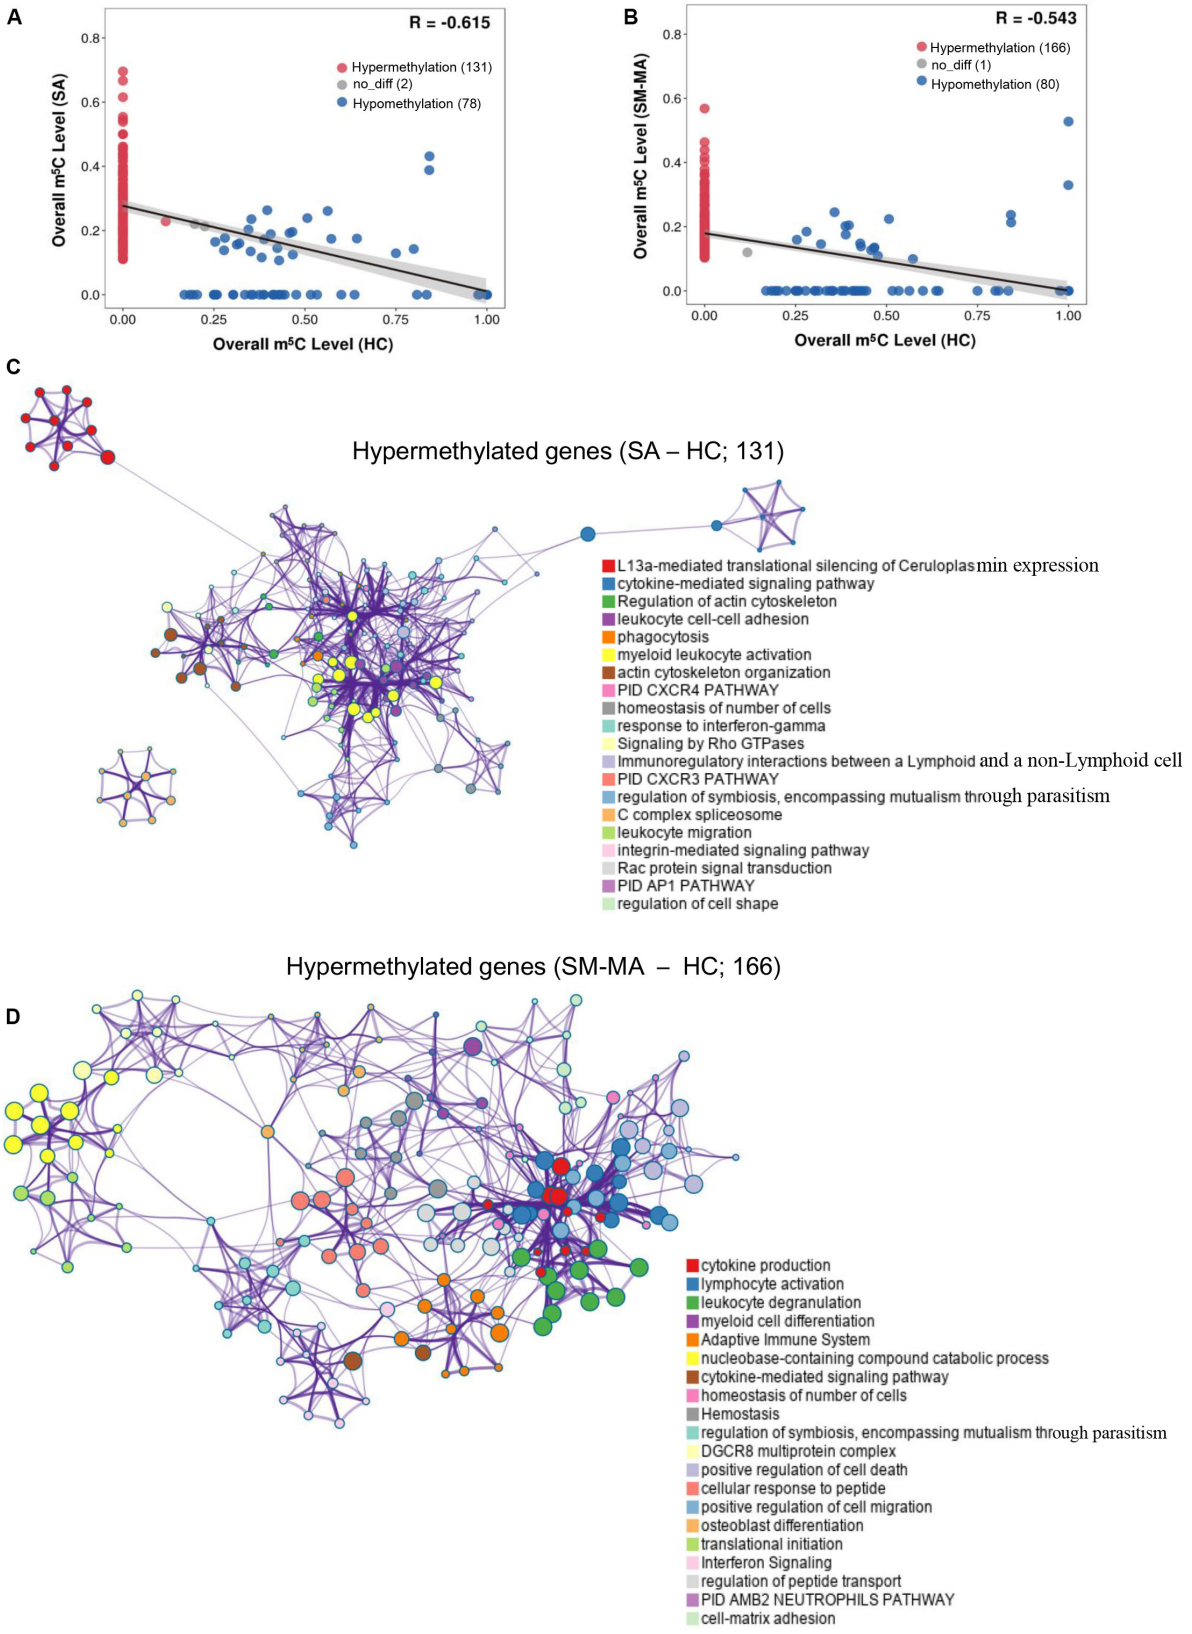 A
R = -0.615
Hypermethylation (131)
no_diff (2)
Hypomethylation (78)
Overall m⁵C Level (SA)
0.8
0.6
0.4
0.2
0.0
0.00 0.25 0.50 0.75 1.00
Overall m⁵C Level (HC)
B
R = -0.543
Hypermethylation (166)
no_diff (1)
Hypomethylation (80)
Overall m⁵C Level (SM-MA)
0.8
0.6
0.4
0.2
0.0
0.00 0.25 0.50 0.75 1.00
Overall m⁵C Level (HC)
C
Hypermethylated genes (SA – HC; 131)
L13a-mediated translational silencing of Ceruloplasmin expression
cytokine-mediated signaling pathway
Regulation of actin cytoskeleton
leukocyte cell-cell adhesion
phagocytosis
myeloid leukocyte activation
actin cytoskeleton organization
PID CXCR4 PATHWAY
homeostasis of number of cells
response to interferon-gamma
Signaling by Rho GTPases
Immunoregulatory interactions between a Lymphoid and a non-Lymphoid cell
PID CXCR3 PATHWAY
regulation of symbiosis, encompassing mutualism through parasitism
C complex spliceosome
leukocyte migration
integrin-mediated signaling pathway
Rac protein signal transduction
PID AP1 PATHWAY
regulation of cell shape
Hypermethylated genes (SM-MA – HC; 166)
D
cytokine production
lymphocyte activation
leukocyte degranulation
myeloid cell differentiation
Adaptive Immune System
nucleobase-containing compound catabolic process
cytokine-mediated signaling pathway
homeostasis of number of cells
Hemostasis
regulation of symbiosis, encompassing mutualism through parasitism
DGCR8 multiprotein complex
positive regulation of cell death
cellular response to peptide
positive regulation of cell migration
osteoblast differentiation
translational initiation
Interferon Signaling
regulation of peptide transport
PID AMB2 NEUTROPHILS PATHWAY
cell-matrix adhesion